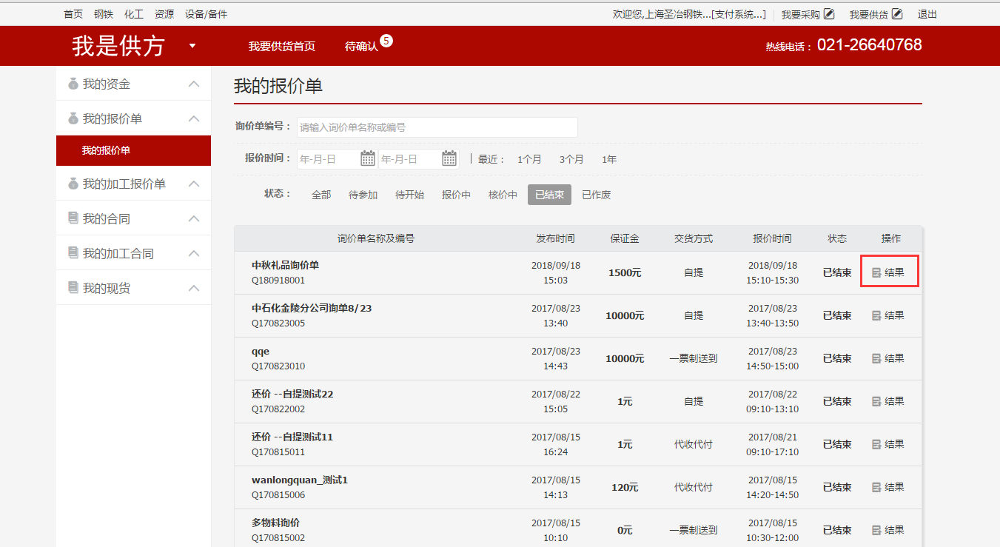 首页 钢铁 化工 资源 设备/备件 欢迎您,上海圣冶钢铁...[支付系统...] 我要采购 我要供货 退出
我是供方 我要供货首页 待确认 5 热线电话： 021-26640768
我的资金
我的报价单
我的报价单
我的加工报价单
我的合同
我的加工合同
我的现货
我的报价单
询价单编号： 请输入询价单名称或编号
报价时间： 年-月-日 年-月-日 最近： 1个月 3个月 1年
状态： 全部 待参加 待开始 报价中 核价中 已结束 已作废
询价单名称及编号 发布时间 保证金 交货方式 报价时间 状态 操作
中秋礼品询价单 2018/09/18 1500元 自提 2018/09/18 已结束 结果
Q180918001 15:03 15:10-15:30
中石化金陵分公司询单8/23 2017/08/23 10000元 自提 2017/08/23 已结束 结果
Q170823005 13:40 13:40-13:50
qqe 2017/08/23 10000元 一票制送到 2017/08/23 已结束 结果
Q170823010 14:43 14:50-15:00
还价 --自提测试22 2017/08/22 1元 自提 2017/08/22 已结束 结果
Q170822002 15:05 09:10-13:10
还价 --自提测试11 2017/08/15 1元 代收代付 2017/08/21 已结束 结果
Q170815011 16:24 09:10-17:10
wanlongquan_测试1 2017/08/15 120元 代收代付 2017/08/15 已结束 结果
Q170815006 14:13 14:20-14:50
多物料询价 2017/08/15 0元 一票制送到 2017/08/15 已结束 结果
Q170815002 10:10 10:30-12:00